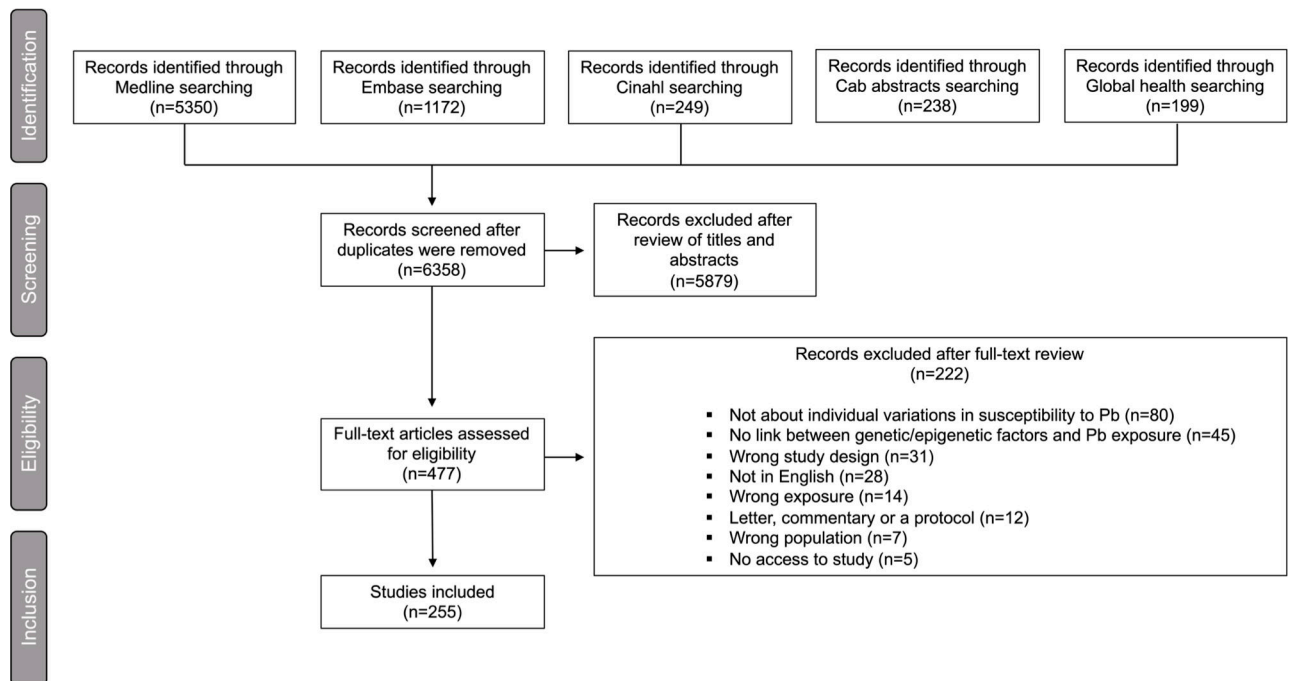 Identification
Records identified through
Medline searching
(n=5350)
Records identified through
Embase searching
(n=1172)
Records identified through
Cinahl searching
(n=249)
Records identified through
Cab abstracts searching
(n=238)
Records identified through
Global health searching
(n=199)
Screening
Records screened after
duplicates were removed
(n=6358)
Records excluded after
review of titles and
abstracts
(n=5879)
Eligibility
Full-text articles assessed
for eligibility
(n=477)
Records excluded after full-text review
(n=222)
▪ Not about individual variations in susceptibility to Pb (n=80)
▪ No link between genetic/epigenetic factors and Pb exposure (n=45)
▪ Wrong study design (n=31)
▪ Not in English (n=28)
▪ Wrong exposure (n=14)
▪ Letter, commentary or a protocol (n=12)
▪ Wrong population (n=7)
▪ No access to study (n=5)
Inclusion
Studies included
(n=255)